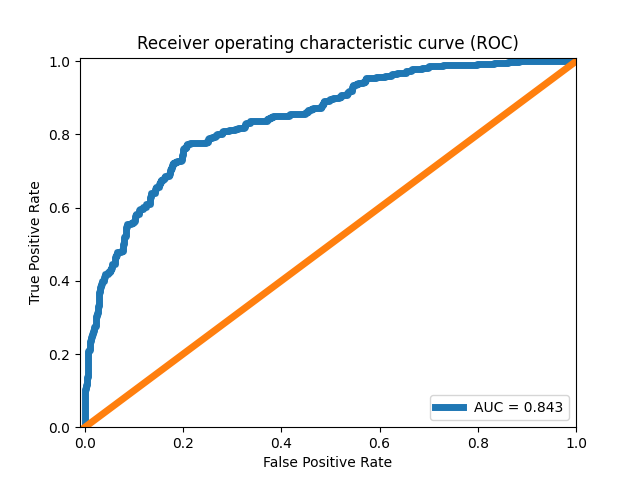 Receiver operating characteristic curve (ROC)
True Positive Rate
1.0
0.8
0.6
0.4
0.2
0.0
0.0 0.2 0.4 0.6 0.8 1.0
False Positive Rate
AUC = 0.843